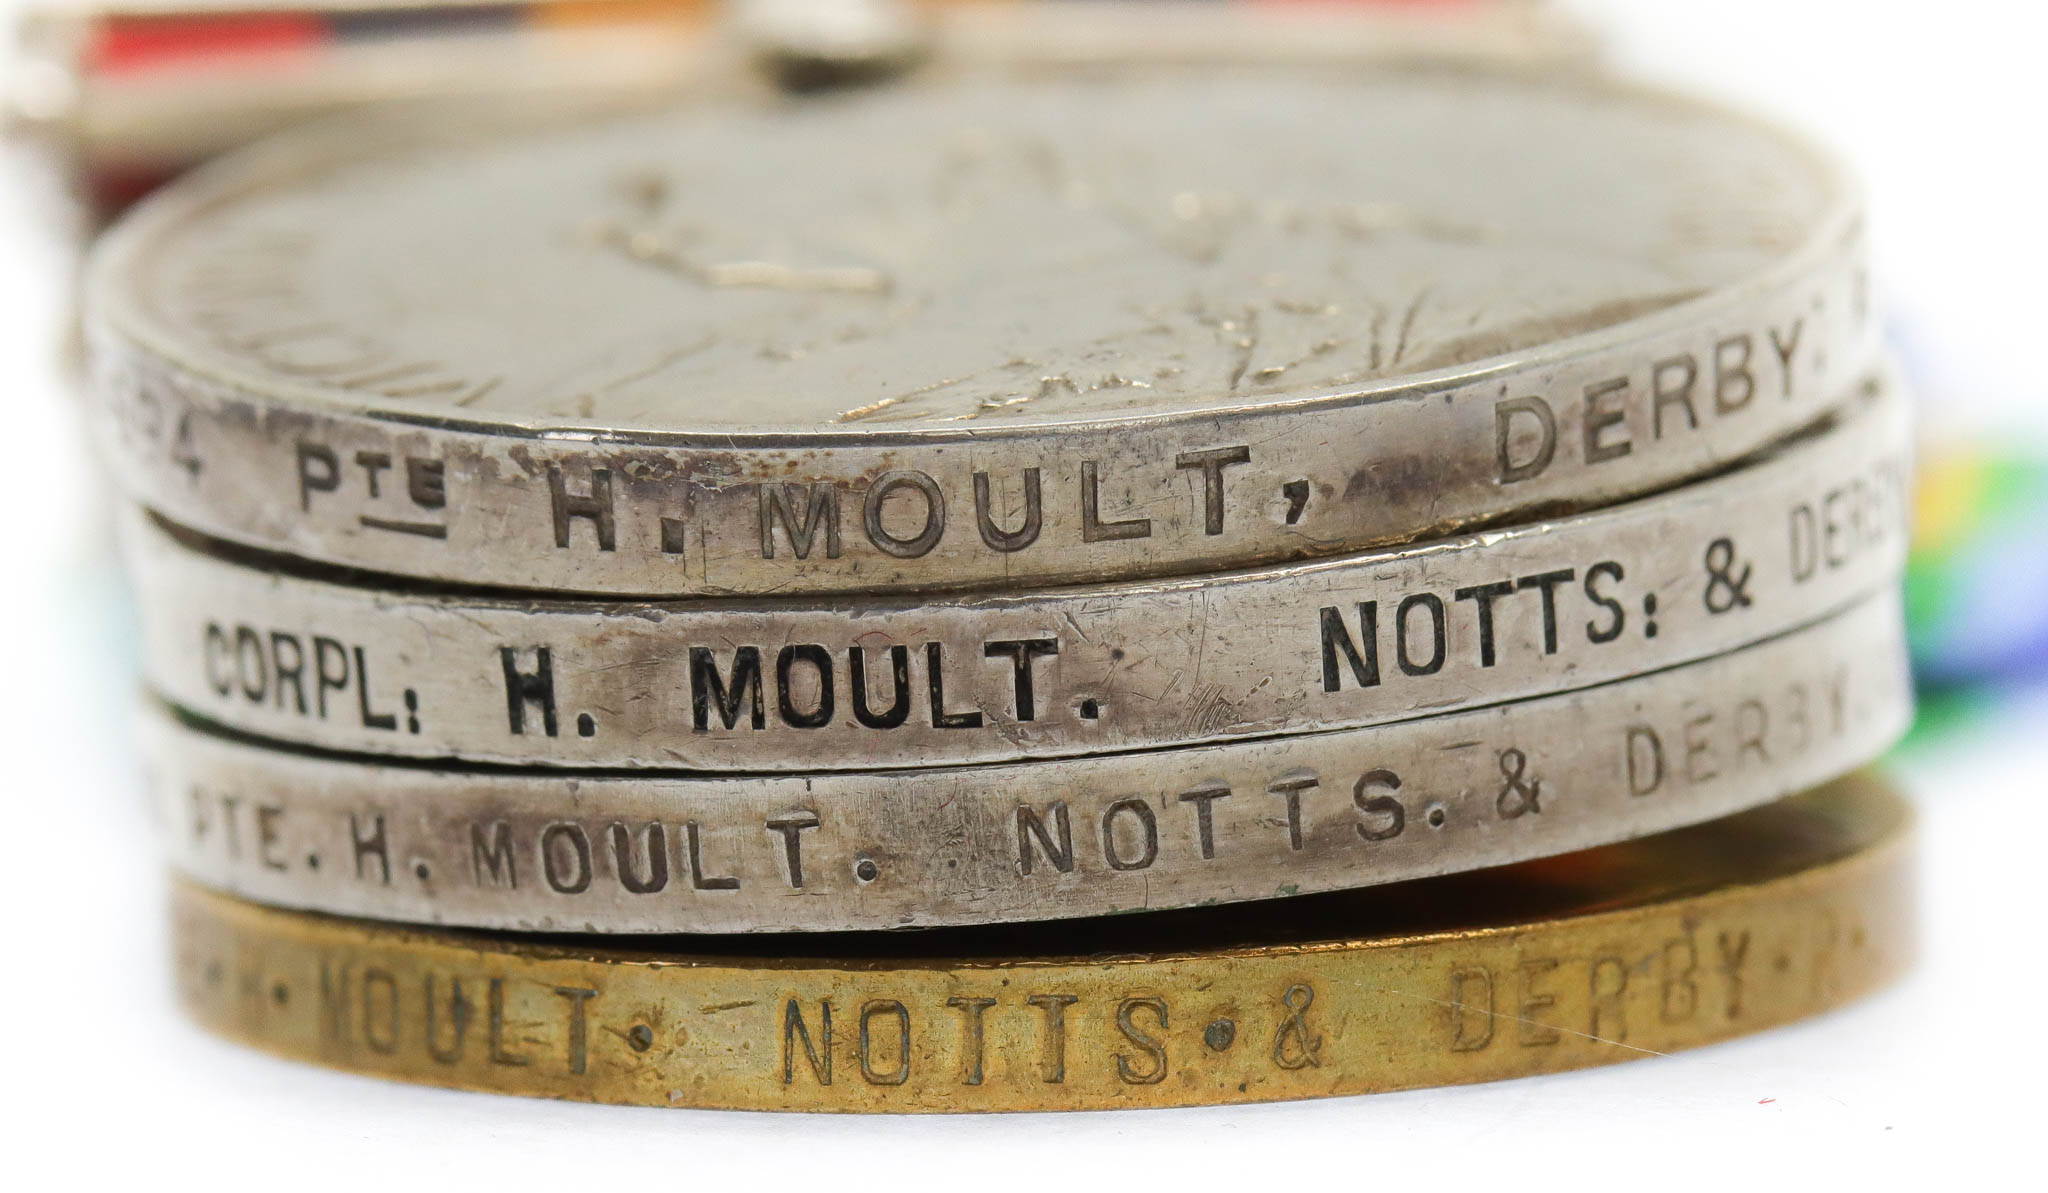 PTE H. MOULT, DERBY:
CORPL: H. MOULT. NOTTS: & DERBY
PTE. H. MOULT. NOTTS. & DERBY.
H. MOULT. NOTTS. & DERBY. R.